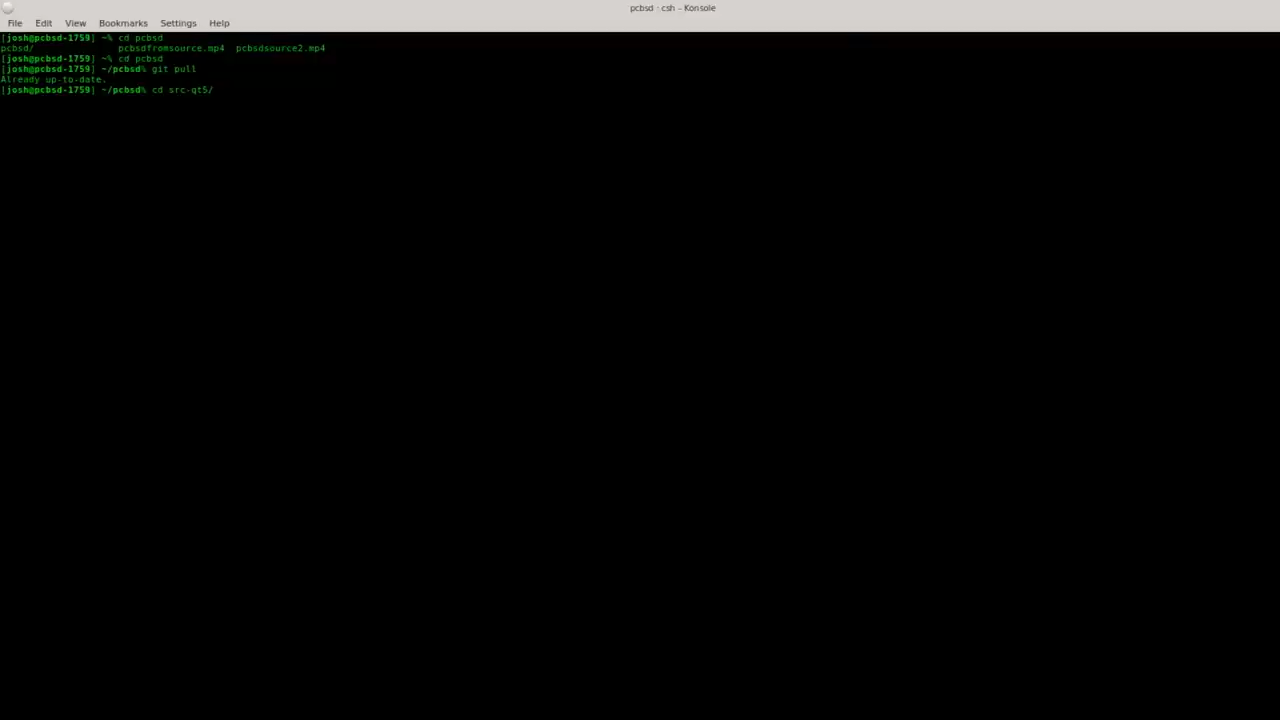 pcbsd : csh – Konsole
File Edit View Bookmarks Settings Help
[josh@pcbsd-1759] ~% cd pcbsd
pcbsd/ pcbsdfromsource.mp4 pcbsdsource2.mp4
[josh@pcbsd-1759] ~% cd pcbsd
[josh@pcbsd-1759] ~/pcbsd% git pull
Already up-to-date.
[josh@pcbsd-1759] ~/pcbsd% cd src-qt5/